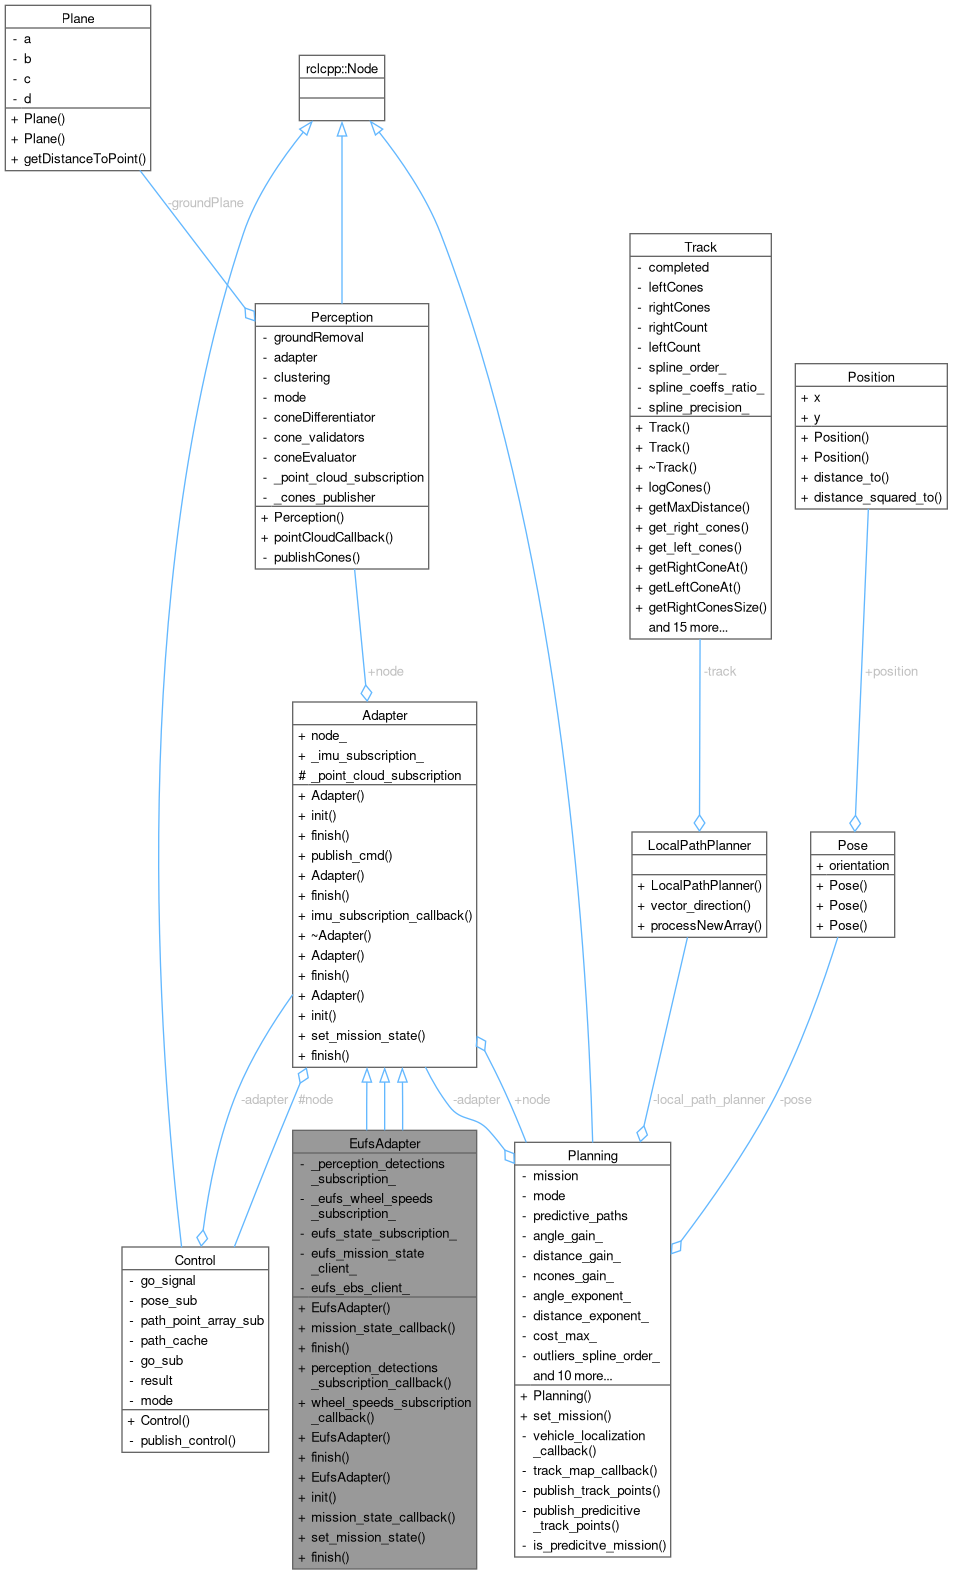 Plane
- a
- b
- c
- d
+ Plane()
+ Plane()
+ getDistanceToPoint()
rclcpp::Node
-groundPlane
Perception
- groundRemoval
- adapter
- clustering
- mode
- coneDifferentiator
- cone_validators
- coneEvaluator
- _point_cloud_subscription
- _cones_publisher
+ Perception()
+ pointCloudCallback()
- publishCones()
Track
- completed
- leftCones
- rightCones
- rightCount
- leftCount
- spline_order_
- spline_coeffs_ratio_
- spline_precision_
+ Track()
+ Track()
+ ~Track()
+ logCones()
+ getMaxDistance()
+ get_right_cones()
+ get_left_cones()
+ getRightConeAt()
+ getLeftConeAt()
+ getRightConesSize()
and 15 more...
Position
+ x
+ y
+ Position()
+ Position()
+ distance_to()
+ distance_squared_to()
+node
-track
+position
Adapter
+ node_
+ _imu_subscription_
# _point_cloud_subscription
+ Adapter()
+ init()
+ finish()
+ publish_cmd()
+ Adapter()
+ finish()
+ imu_subscription_callback()
+ ~Adapter()
+ Adapter()
+ finish()
+ Adapter()
+ init()
+ set_mission_state()
+ finish()
LocalPathPlanner
+ LocalPathPlanner()
+ vector_direction()
+ processNewArray()
Pose
+ orientation
+ Pose()
+ Pose()
+ Pose()
-adapter
#node
-adapter
+node
-local_path_planner
-pose
EufsAdapter
- _perception_detections
_subscription_
- _eufs_wheel_speeds
_subscription_
- eufs_state_subscription_
- eufs_mission_state
_client_
- eufs_ebs_client_
+ EufsAdapter()
+ mission_state_callback()
+ finish()
+ perception_detections
_subscription_callback()
+ wheel_speeds_subscription
_callback()
+ EufsAdapter()
+ finish()
+ EufsAdapter()
+ init()
+ mission_state_callback()
+ set_mission_state()
+ finish()
Planning
- mission
- mode
- predictive_paths
- angle_gain_
- distance_gain_
- ncones_gain_
- angle_exponent_
- distance_exponent_
- cost_max_
- outliers_spline_order_
and 10 more...
+ Planning()
+ set_mission()
- vehicle_localization
_callback()
- track_map_callback()
- publish_track_points()
- publish_predicitive
_track_points()
- is_predicitve_mission()
Control
- go_signal
- pose_sub
- path_point_array_sub
- path_cache
- go_sub
- result
- mode
+ Control()
- publish_control()